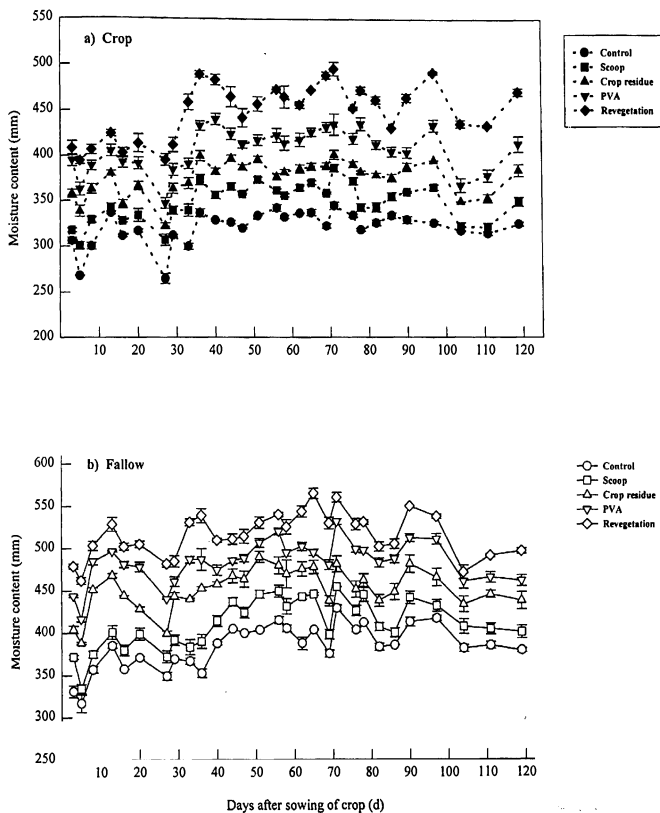 a) Crop
Moisture content (mm)
550
500
450
400
350
300
250
200
10 20 30 40 50 60 70 80 90 100 110 120
Control
Scoop
Crop residue
PVA
Revegetation
b) Fallow
Moisture content (mm)
600
550
500
450
400
350
300
250
10 20 30 40 50 60 70 80 90 100 110 120
Days after sowing of crop (d)
Control
Scoop
Crop residue
PVA
Revegetation